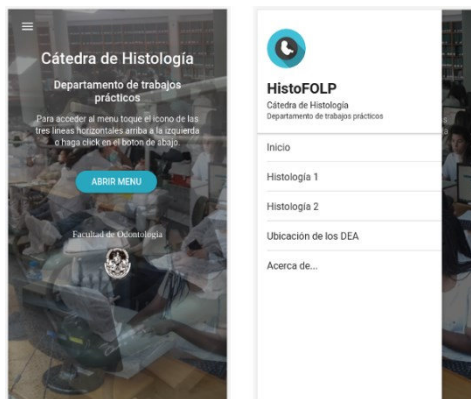 Cátedra de Histología
Departamento de trabajos
prácticos
Para acceder al menu toque el icono de las
tres lineas horizontales arriba a la izquierda
o haga click en el boton de abajo.
ABRIR MENU
Facultad de Odontología
HistoFOLP
Cátedra de Histología
Departamento de trabajos prácticos
Inicio
Histología 1
Histología 2
Ubicación de los DEA
Acerca de...